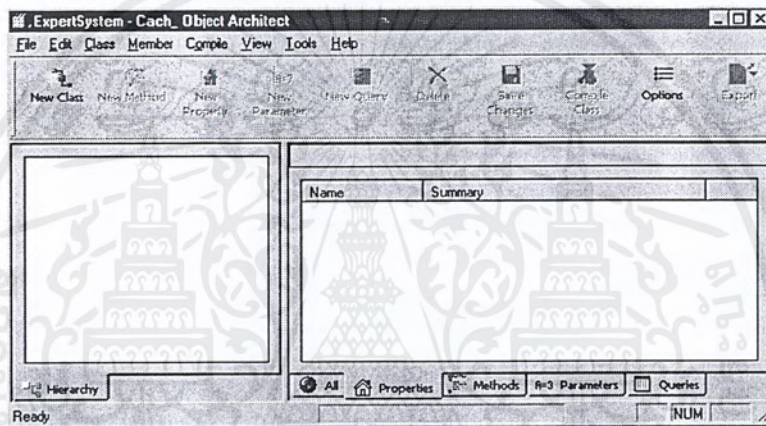 ExpertSystem - Cach_ Object Architect
File Edit Class Member Compile View Tools Help
New Class New Method New Property New Parameter New Query Delete Save Changes Compile Class Options Export
Name Summary
Hierarchy All Properties Methods A=3 Parameters Queries
Ready NUM